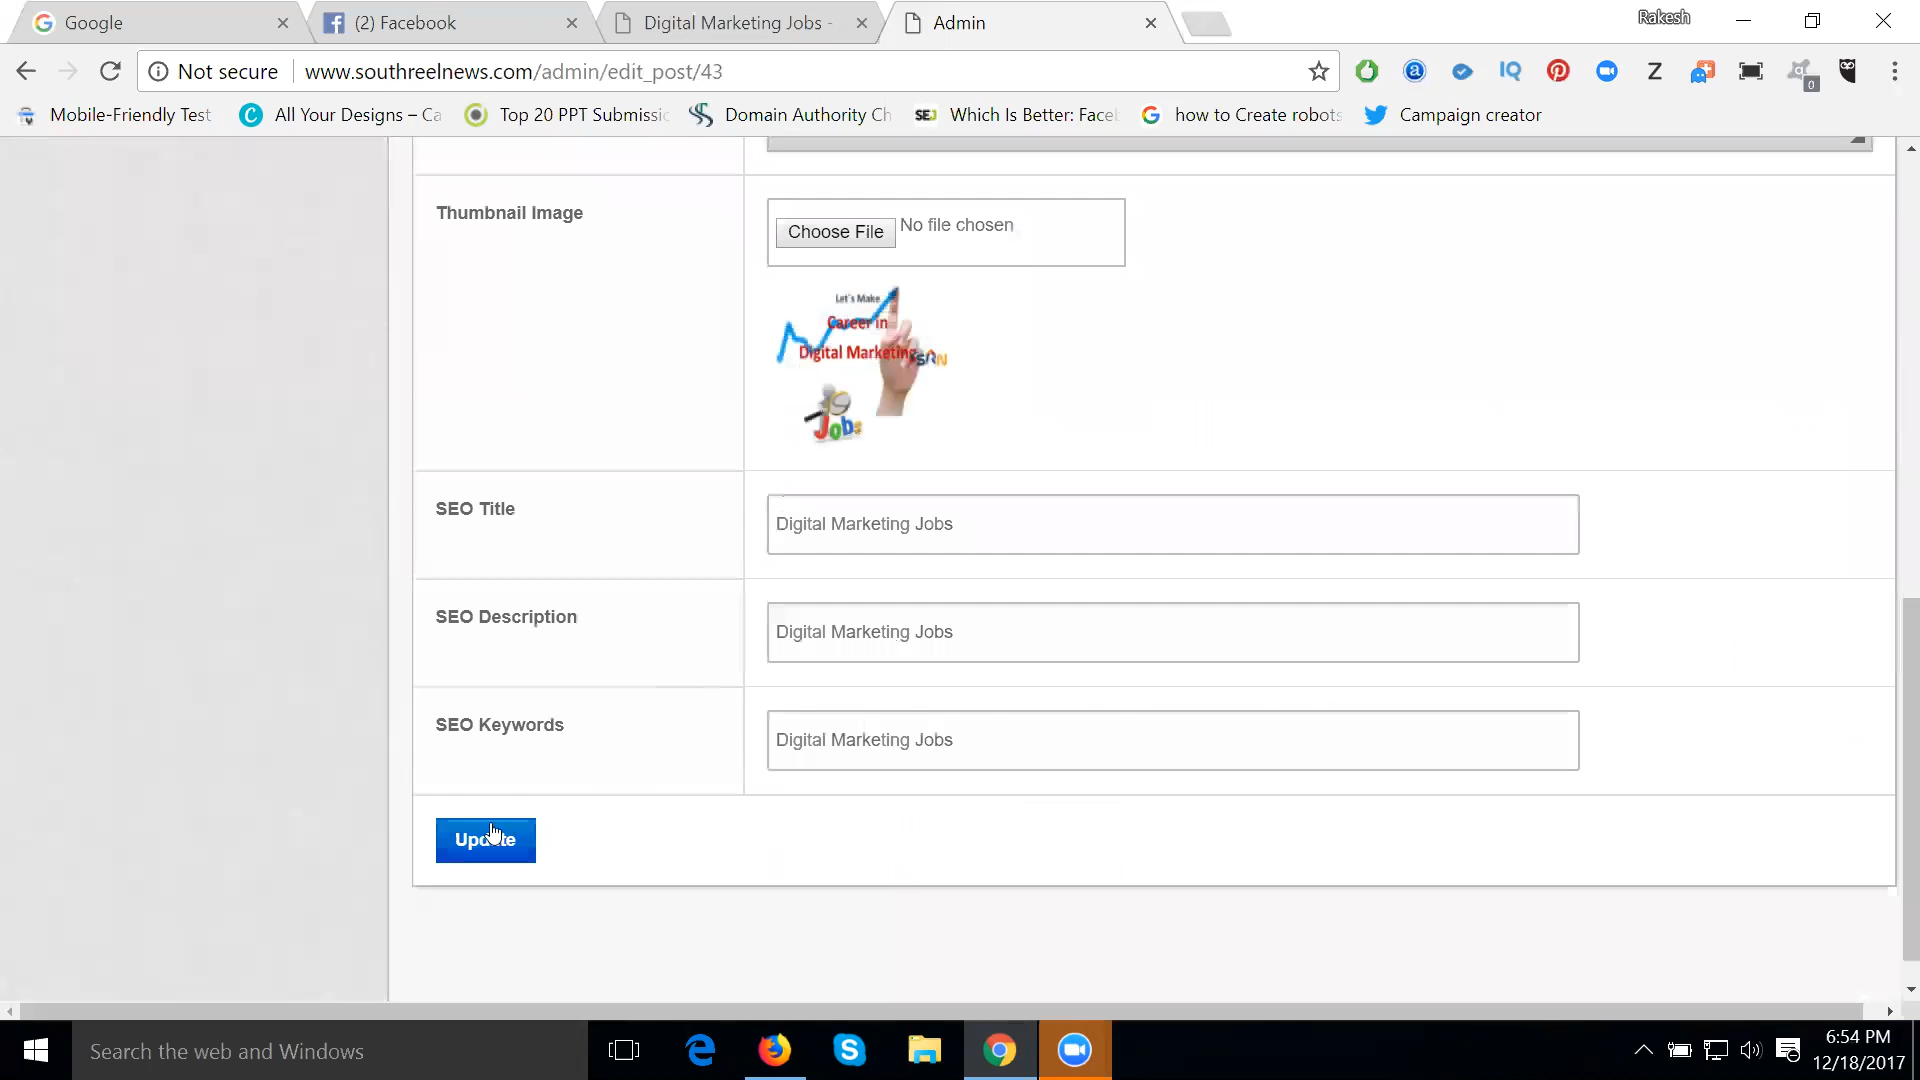 Google
(2) Facebook
Digital Marketing Jobs -
Admin
Rakesh
Not secure
www.southreelnews.com/admin/edit_post/43
0
Mobile-Friendly Test
All Your Designs – Ca
Top 20 PPT Submissic
Domain Authority Ch
SEJ
Which Is Better: Facel
how to Create robots
Campaign creator
Thumbnail Image
Choose File
No file chosen
Let's Make
Career in
Digital Marketing
SRN
Jobs
SEO Title
Digital Marketing Jobs
SEO Description
Digital Marketing Jobs
SEO Keywords
Digital Marketing Jobs
Update
Search the web and Windows
6:54 PM
12/18/2017